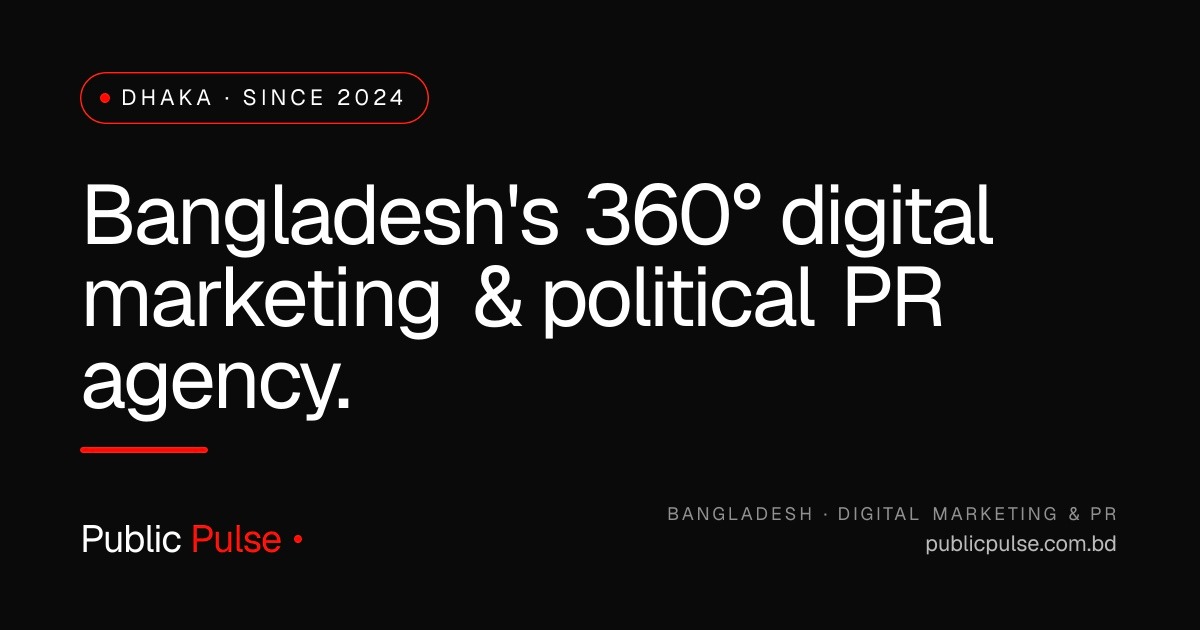 DHAKA · SINCE 2024
Bangladesh's 360° digital
marketing & political PR
agency.
Public Pulse
BANGLADESH · DIGITAL MARKETING & PR
publicpulse.com.bd